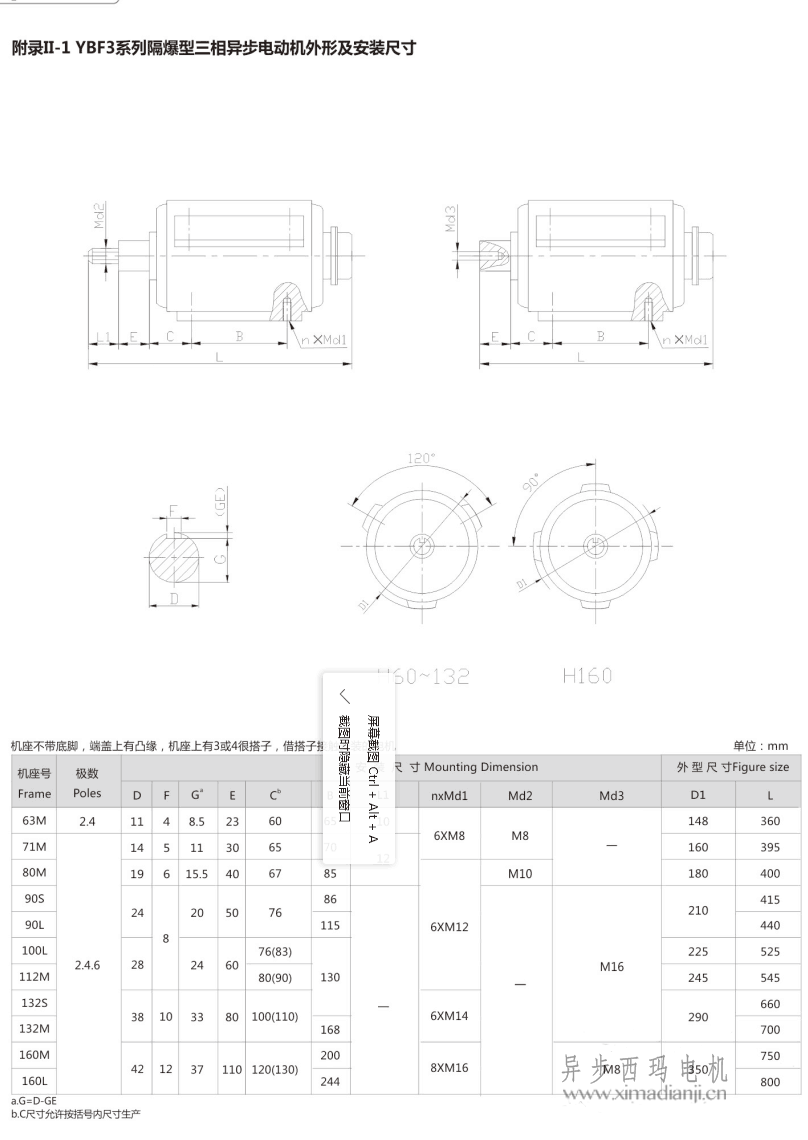 附录II-1 YBF3系列隔爆型三相异步电动机外形及安装尺寸
Md2
L1 E C B
n XMd1
L
Md3
E C B
n XMd1
L
F
(GE)
G
D
120°
D1
60~132
90°
D1
H160
屏幕截图 Ctrl + Alt + A
截图时隐藏当前窗口
机座不带底脚，端盖上有凸缘，机座上有3或4很搭子，借搭子
单位：mm
机座号 极数 尺 寸 Mounting Dimension 外 型 尺 寸Figure size
Frame Poles D F Gᵃ E Cᵇ B L1 nxMd1 Md2 Md3 D1 L
63M 2.4 11 4 8.5 23 60 65 10 6XM8 M8 — 148 360
71M 14 5 11 30 65 70 12 160 395
80M 19 6 15.5 40 67 85 M10 180 400
90S 2.4.6 24 8 20 50 76 86 — 6XM12 — M16 210 415
90L 115 440
100L 28 24 60 76(83) 130 225 525
112M 80(90) 245 545
132S 38 10 33 80 100(110) 6XM14 290 660
132M 168 700
160M 42 12 37 110 120(130) 200 8XM16 M8 350 750
160L 244 800
异步西玛电机
www.ximadianji.cn
a.G=D-GE
b.C尺寸允许按括号内尺寸生产